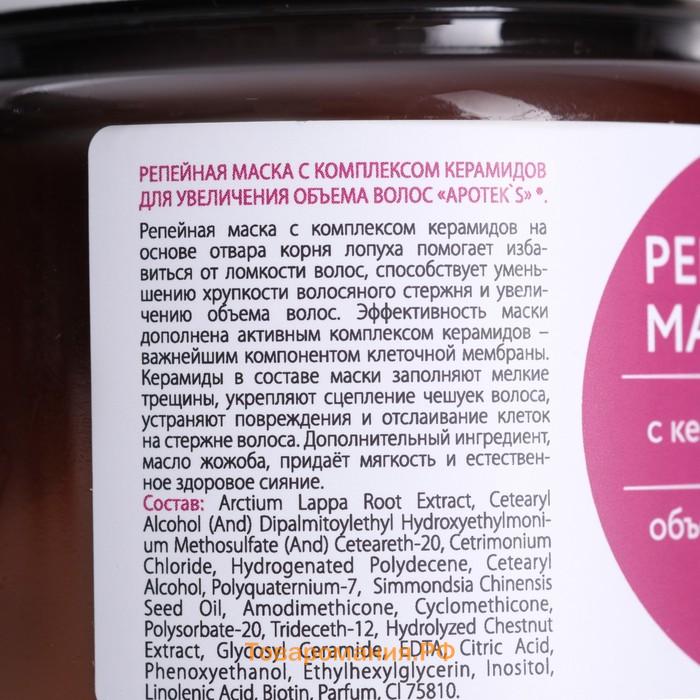 РЕПЕЙНАЯ МАСКА С КОМПЛЕКСОМ КЕРАМИДОВ
ДЛЯ УВЕЛИЧЕНИЯ ОБЪЕМА ВОЛОС «APOTEK`S» ®.
Репейная маска с комплексом керамидов на
основе отвара корня лопуха помогает изба-
виться от ломкости волос, способствует умень-
шению хрупкости волосяного стержня и увели-
чению объема волос. Эффективность маски
дополнена активным комплексом керамидов –
важнейшим компонентом клеточной мембраны.
Керамиды в составе маски заполняют мелкие
трещины, укрепляют сцепление чешуек волоса,
устраняют повреждения и отслаивание клеток
на стержне волоса. Дополнительный ингредиент,
масло жожоба, придаёт мягкость и естествен-
ное здоровое сияние.
Состав: Arctium Lappa Root Extract, Cetearyl
Alcohol (And) Dipalmitoylethyl Hydroxyethylmoni-
um Methosulfate (And) Ceteareth-20, Cetrimonium
Chloride, Hydrogenated Polydecene, Cetearyl
Alcohol, Polyquaternium-7, Simmondsia Chinensis
Seed Oil, Amodimethicone, Cyclomethicone,
Polysorbate-20, Trideceth-12, Hydrolyzed Chestnut
Extract, Glycosyl Ceramide, EDTA, Citric Acid,
Phenoxyethanol, Ethylhexylglycerin, Inositol,
Linolenic Acid, Biotin, Parfum, CI 75810.
РЕ
МА
с ке
объ
Товаромания.РФ